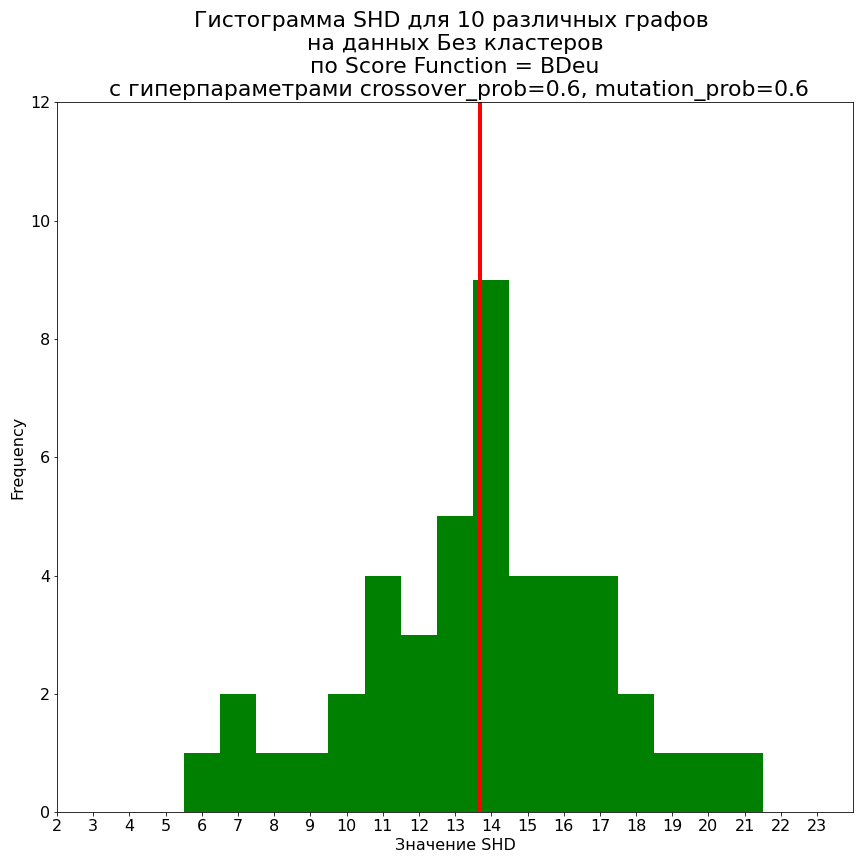 Гистограмма SHD для 10 различных графов
на данных Без кластеров
по Score Function = BDeu
с гиперпараметрами crossover_prob=0.6, mutation_prob=0.6
12
10
8
6
4
2
0
Frequency
2 3 4 5 6 7 8 9 10 11 12 13 14 15 16 17 18 19 20 21 22 23
Значение SHD